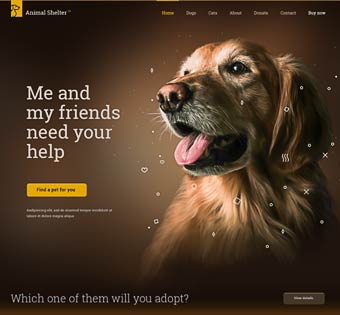 Animal Shelter
Home Dogs Cats About Donate Contact Buy now
Me and
my friends
need your
help
Find a pet for you
Aadipisicing elit, sed do eiusmod tempor incididunt ut
labore et dolore magna aliqua
Which one of them will you adopt?
View details